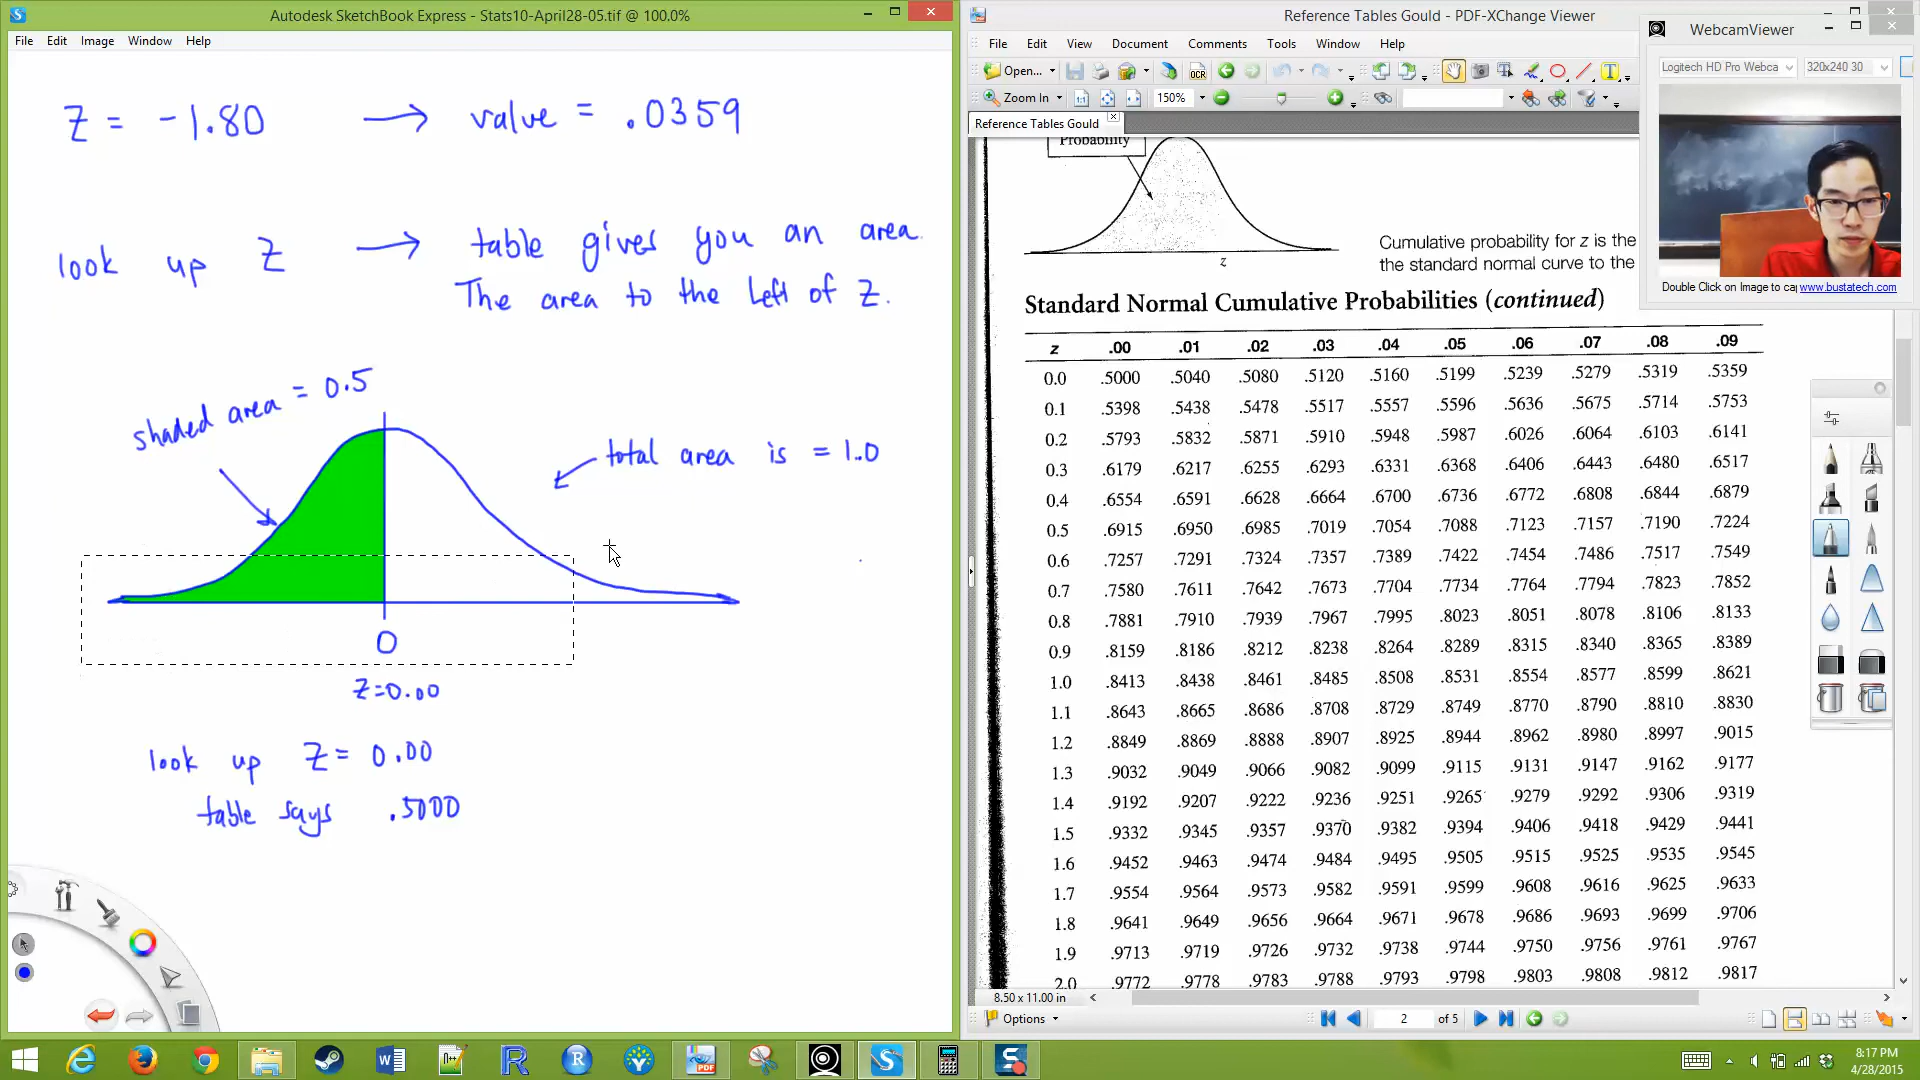 Autodesk SketchBook Express - Stats10-April28-05.tif @ 100.0%
File Edit Image Window Help
Z = -1.80 → value = .0359
look up Z → table gives you an area.
The area to the left of Z.
shaded area = 0.5
total area is = 1.0
0
Z=0.00
look up Z = 0.00
table says .5000
Reference Tables Gould - PDF-XChange Viewer
File Edit View Document Comments Tools Window Help
Open...
OCR
Zoom In 150%
Reference Tables Gould
Probability
z
Cumulative probability for z is the
the standard normal curve to the
Standard Normal Cumulative Probabilities (continued)
z .00 .01 .02 .03 .04 .05 .06 .07 .08 .09
0.0 .5000 .5040 .5080 .5120 .5160 .5199 .5239 .5279 .5319 .5359
0.1 .5398 .5438 .5478 .5517 .5557 .5596 .5636 .5675 .5714 .5753
0.2 .5793 .5832 .5871 .5910 .5948 .5987 .6026 .6064 .6103 .6141
0.3 .6179 .6217 .6255 .6293 .6331 .6368 .6406 .6443 .6480 .6517
0.4 .6554 .6591 .6628 .6664 .6700 .6736 .6772 .6808 .6844 .6879
0.5 .6915 .6950 .6985 .7019 .7054 .7088 .7123 .7157 .7190 .7224
0.6 .7257 .7291 .7324 .7357 .7389 .7422 .7454 .7486 .7517 .7549
0.7 .7580 .7611 .7642 .7673 .7704 .7734 .7764 .7794 .7823 .7852
0.8 .7881 .7910 .7939 .7967 .7995 .8023 .8051 .8078 .8106 .8133
0.9 .8159 .8186 .8212 .8238 .8264 .8289 .8315 .8340 .8365 .8389
1.0 .8413 .8438 .8461 .8485 .8508 .8531 .8554 .8577 .8599 .8621
1.1 .8643 .8665 .8686 .8708 .8729 .8749 .8770 .8790 .8810 .8830
1.2 .8849 .8869 .8888 .8907 .8925 .8944 .8962 .8980 .8997 .9015
1.3 .9032 .9049 .9066 .9082 .9099 .9115 .9131 .9147 .9162 .9177
1.4 .9192 .9207 .9222 .9236 .9251 .9265 .9279 .9292 .9306 .9319
1.5 .9332 .9345 .9357 .9370 .9382 .9394 .9406 .9418 .9429 .9441
1.6 .9452 .9463 .9474 .9484 .9495 .9505 .9515 .9525 .9535 .9545
1.7 .9554 .9564 .9573 .9582 .9591 .9599 .9608 .9616 .9625 .9633
1.8 .9641 .9649 .9656 .9664 .9671 .9678 .9686 .9693 .9699 .9706
1.9 .9713 .9719 .9726 .9732 .9738 .9744 .9750 .9756 .9761 .9767
2.0 .9772 .9778 .9783 .9788 .9793 .9798 .9803 .9808 .9812 .9817
8.50 x 11.00 in
Options 2 of 5
WebcamViewer
Logitech HD Pro Webca 320x240 30
Double Click on Image to ca www.bustatech.com
8:17 PM
4/28/2015